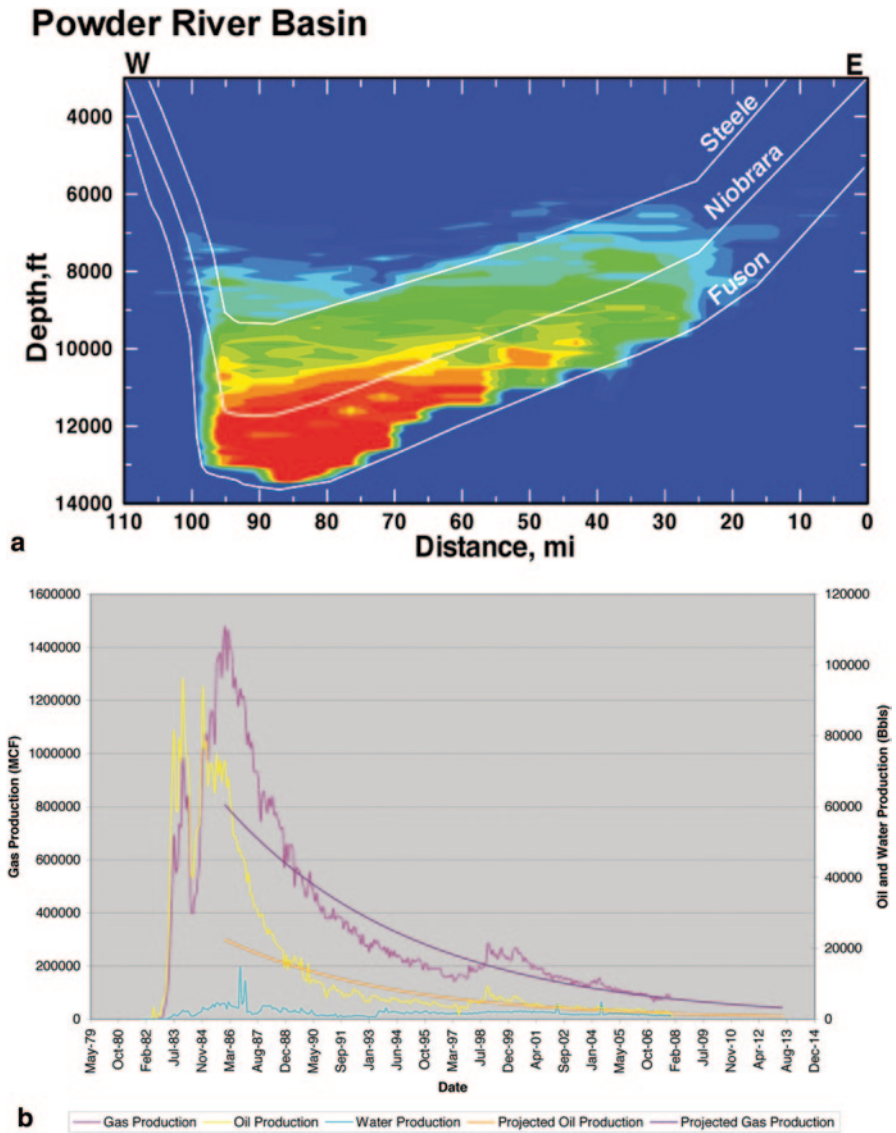 Powder River Basin
W
E
4000
6000
8000
10000
12000
14000
Depth,ft
Steele
Niobrara
Fuson
110 100 90 80 70 60 50 40 30 20 10 0
Distance, mi
a
1600000
1400000
1200000
1000000
800000
600000
400000
200000
0
Gas Production (MCF)
120000
100000
80000
60000
40000
20000
0
Oil and Water Production (Bbls)
May-79
Oct-80
Feb-82
Jul-83
Nov-84
Mar-86
Aug-87
Dec-88
May-90
Sep-91
Jan-93
Jun-94
Oct-95
Mar-97
Jul-98
Dec-99
Apr-01
Sep-02
Jan-04
May-05
Oct-06
Feb-08
Jul-09
Nov-10
Apr-12
Aug-13
Dec-14
Date
b
Gas Production Oil Production Water Production Projected Oil Production Projected Gas Production